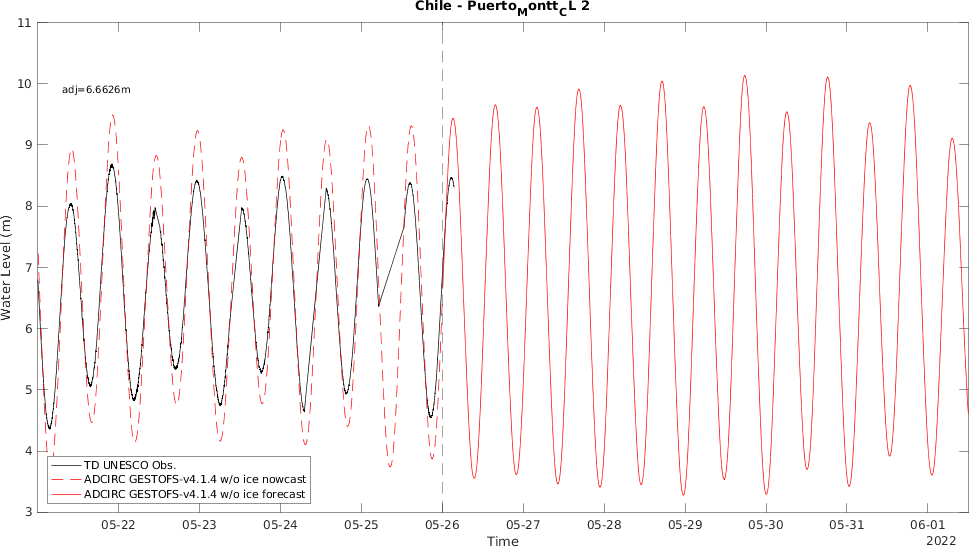 Chile - Puerto_Montt_CL 2
adj=6.6626m
11
10
9
8
7
6
5
4
3
Water Level (m)
TD UNESCO Obs.
ADCIRC GESTOFS-v4.1.4 w/o ice nowcast
ADCIRC GESTOFS-v4.1.4 w/o ice forecast
05-22 05-23 05-24 05-25 05-26 05-27 05-28 05-29 05-30 05-31 06-01
Time
2022